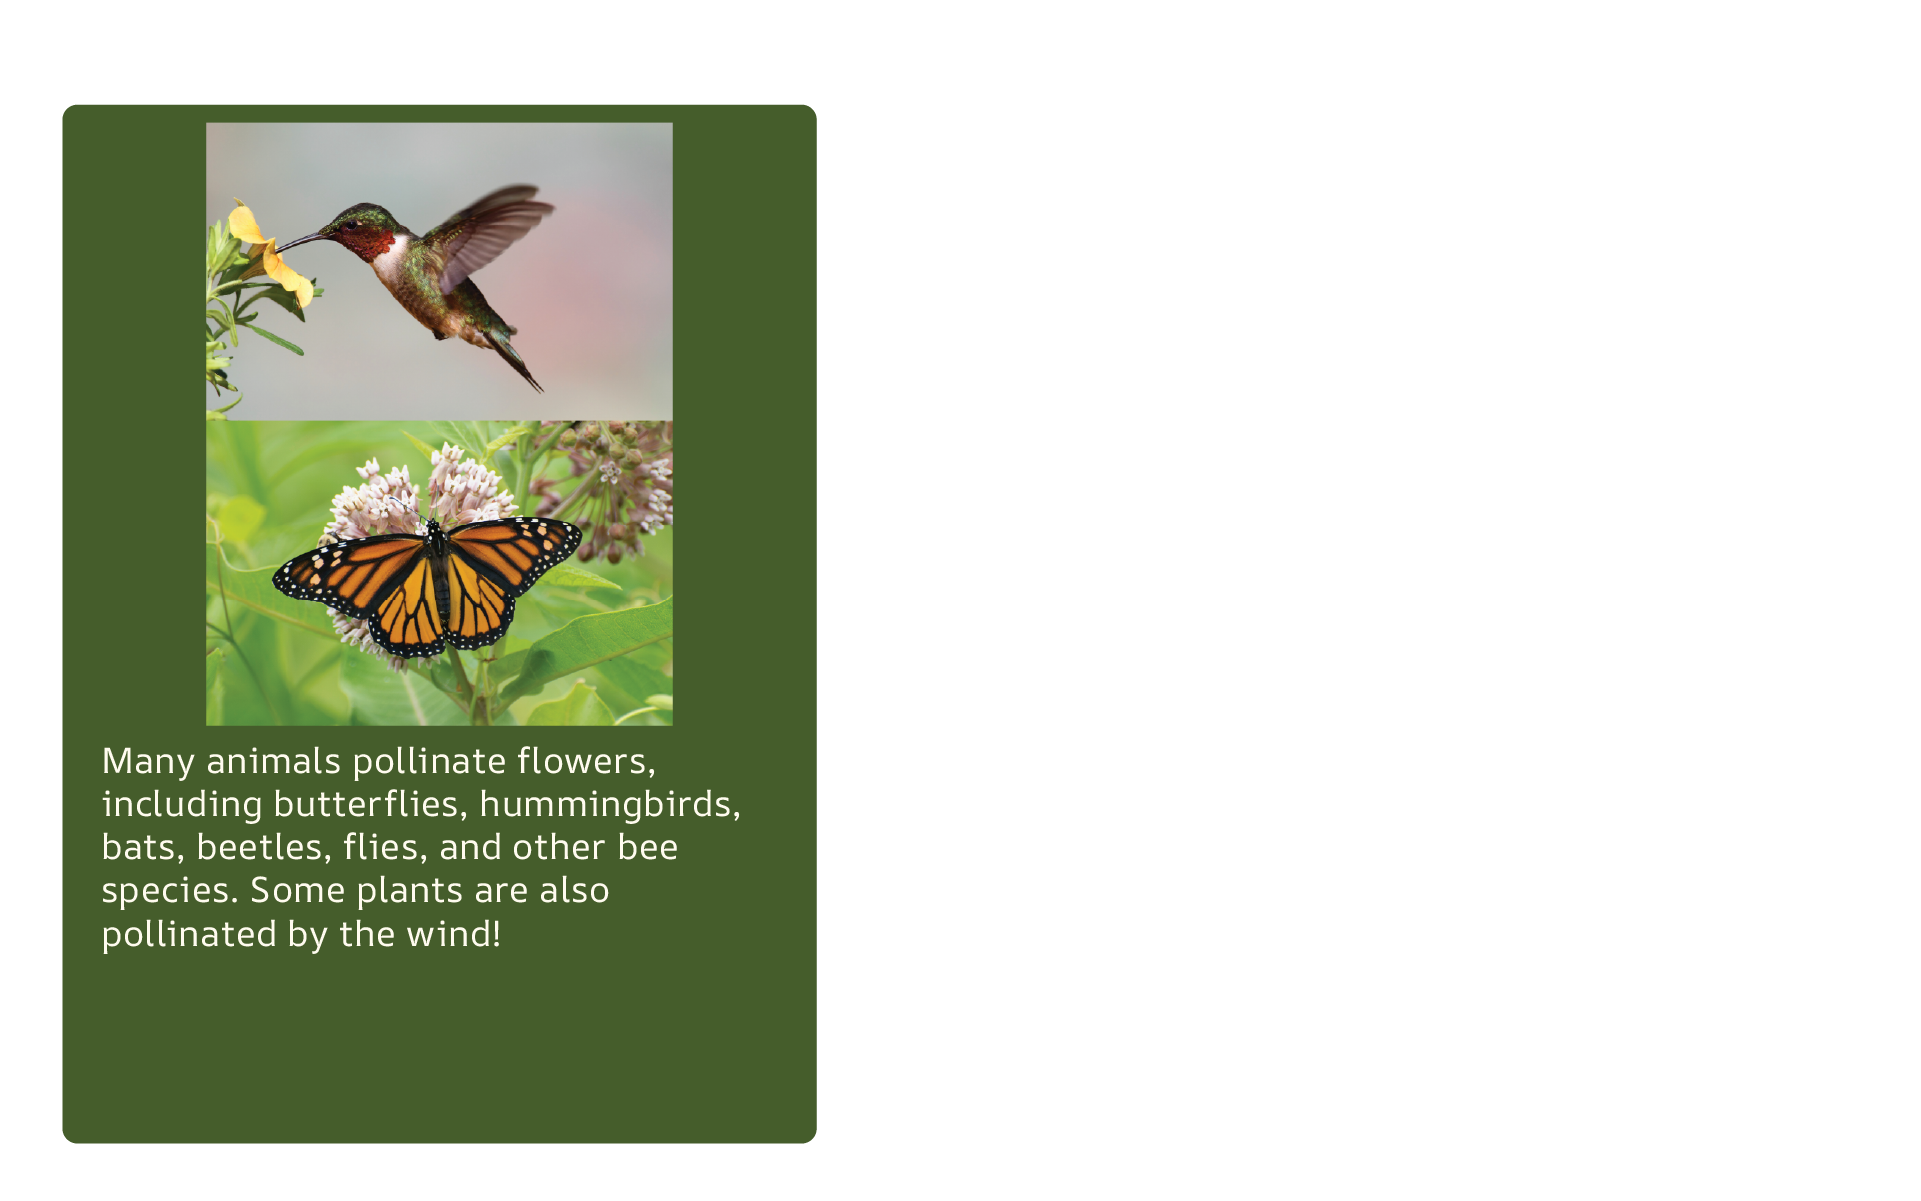 Many animals pollinate flowers,
including butterflies, hummingbirds,
bats, beetles, flies, and other bee
species. Some plants are also
pollinated by the wind!